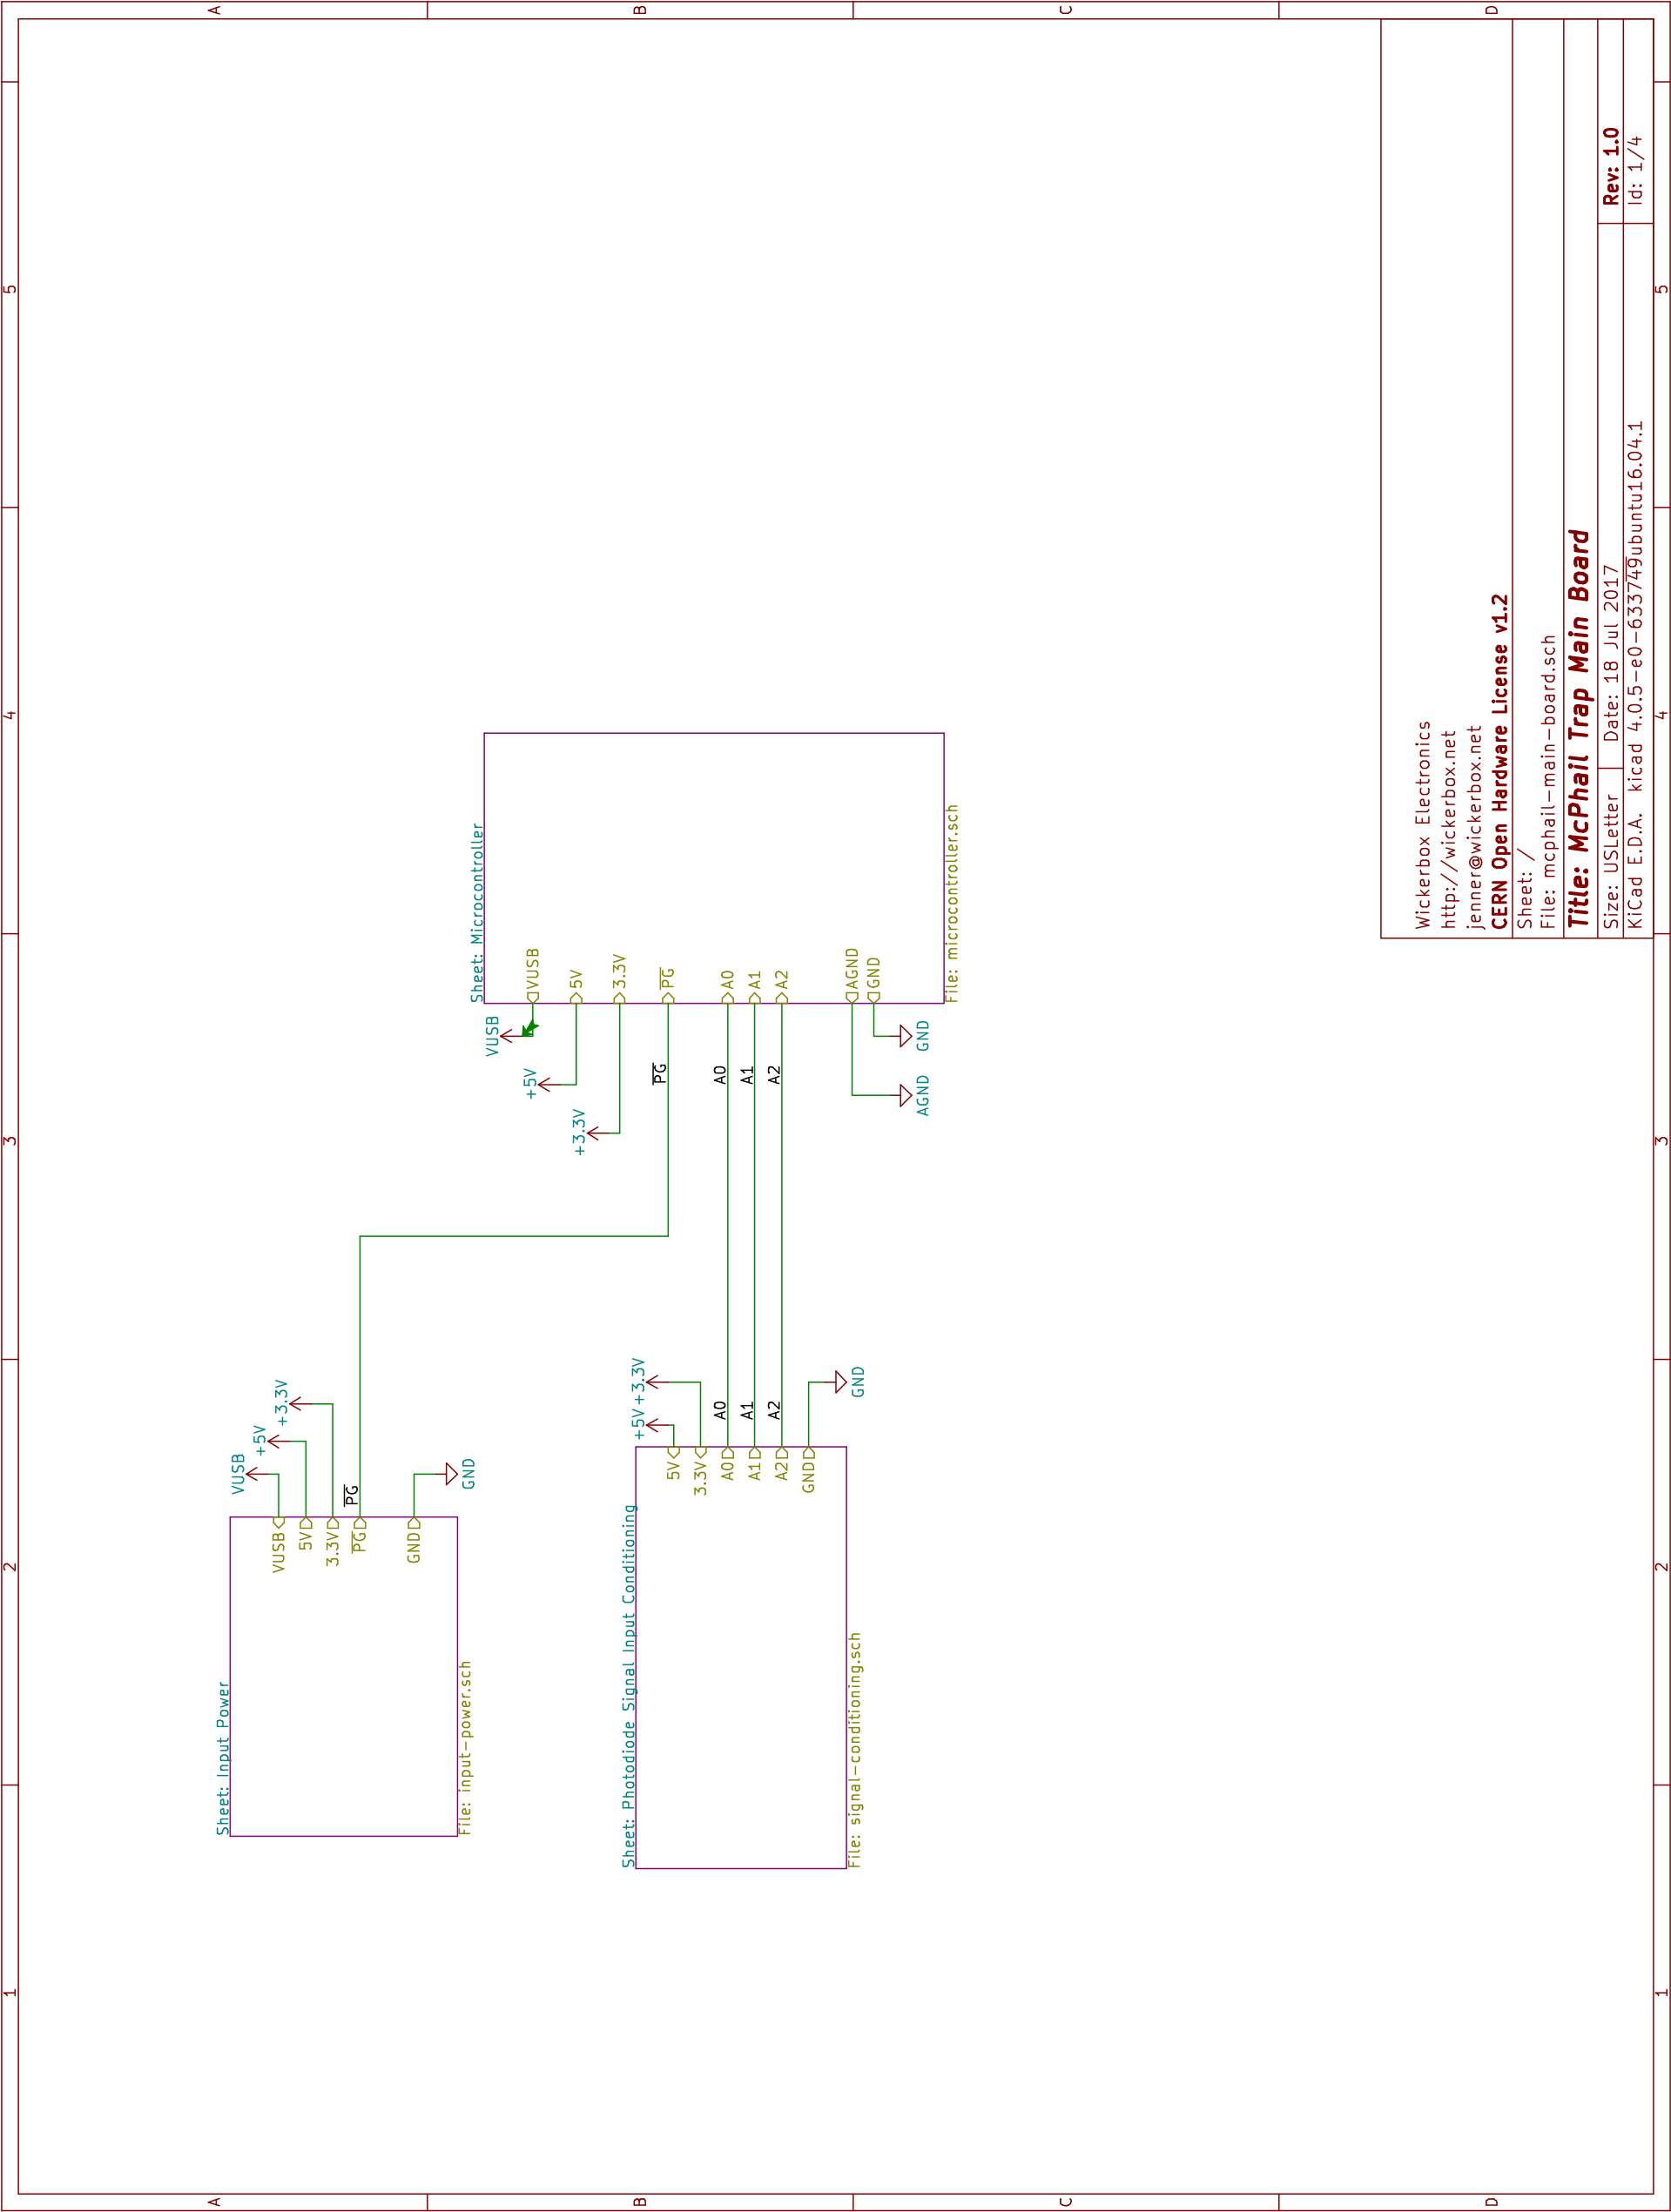 1
2
3
4
5
A
B
C
D
Sheet: Input Power
VUSB
5V
3.3V
PG
GND
File: input-power.sch
VUSB
+5V
+3.3V
PG
GND
Sheet: Photodiode Signal Input Conditioning
5V
3.3V
A0
A1
A2
GND
File: signal-conditioning.sch
+5V
+3.3V
A0
A1
A2
GND
Sheet: Microcontroller
VUSB
5V
3.3V
PG
A0
A1
A2
AGND
GND
File: microcontroller.sch
VUSB
+5V
+3.3V
PG
A0
A1
A2
GND
AGND
Wickerbox Electronics
http://wickerbox.net
jenner@wickerbox.net
CERN Open Hardware License v1.2
Sheet: /
File: mcphail-main-board.sch
Title: McPhail Trap Main Board
Size: USLetter Date: 18 Jul 2017 Rev: 1.0
KiCad E.D.A. kicad 4.0.5-e0-633749ubuntu16.04.1 Id: 1/4
1
2
3
4
5
A
B
C
D